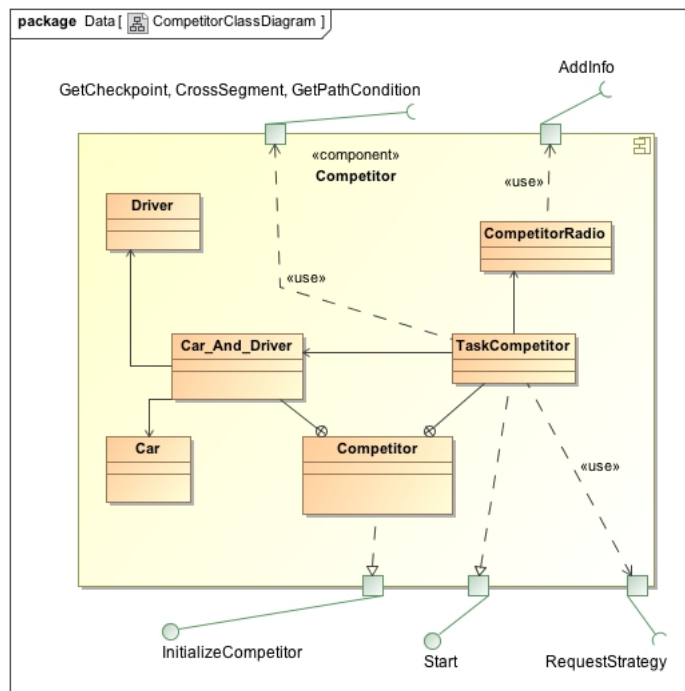 package Data [ CompetitorClassDiagram ]
AddInfo
GetCheckpoint, CrossSegment, GetPathCondition
«component»
Competitor
«use»
Driver
CompetitorRadio
«use»
Car_And_Driver
TaskCompetitor
Car
Competitor
«use»
InitializeCompetitor
Start
RequestStrategy